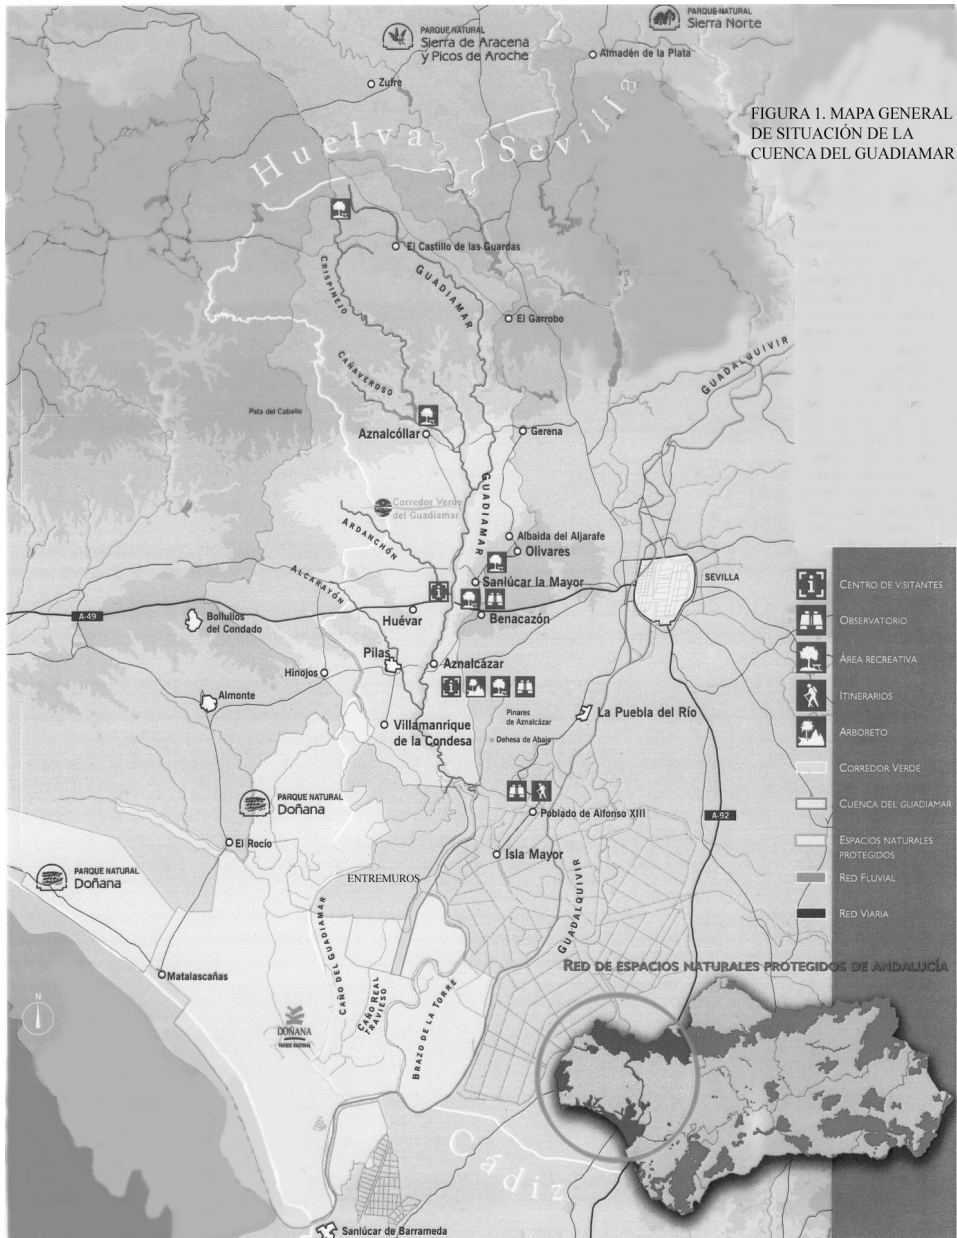 PARQUE NATURAL
Sierra de Aracena
y Picos de Aroche
PARQUE NATURAL
Sierra Norte
Almadén de la Plata
Zufre
FIGURA 1. MAPA GENERAL
DE SITUACIÓN DE LA
CUENCA DEL GUADIAMAR
Huelva
Sevilla
El Castillo de las Guardas
CRISPINEJO
GUADIAMAR
El Garrobo
GUADALQUIVIR
CAÑAVEROSO
Pata del Caballo
Aznalcóllar
Gerena
GUADIAMAR
Corredor Verde
del Guadiamar
ARDANCHÓN
Albaida del Aljarafe
Olivares
ALCARAYÓN
Sanlúcar la Mayor
SEVILLA
A-49
Bollullos
del Condado
Huévar
Benacazón
Pilas
Aznalcázar
Hinojos
Almonte
Villamanrique
de la Condesa
Pinares
de Aznalcázar
Dehesa de Abajo
La Puebla del Río
PARQUE NATURAL
Doñana
Poblado de Alfonso XIII
A-92
El Rocío
Isla Mayor
PARQUE NATURAL
Doñana
ENTREMUROS
GUADALQUIVIR
CAÑO DEL GUADIAMAR
Matalascañas
CAÑO REAL
TRAVIESO
BRAZO DE LA TORRE
N
DOÑANA
PARQUE NACIONAL
Cádiz
Sanlúcar de Barrameda
CENTRO DE VISITANTES
OBSERVATORIO
ÁREA RECREATIVA
ITINERARIOS
ARBORETO
CORREDOR VERDE
CUENCA DEL GUADIAMAR
ESPACIOS NATURALES
PROTEGIDOS
RED FLUVIAL
RED VIARIA
RED DE ESPACIOS NATURALES PROTEGIDOS DE ANDALUCÍA